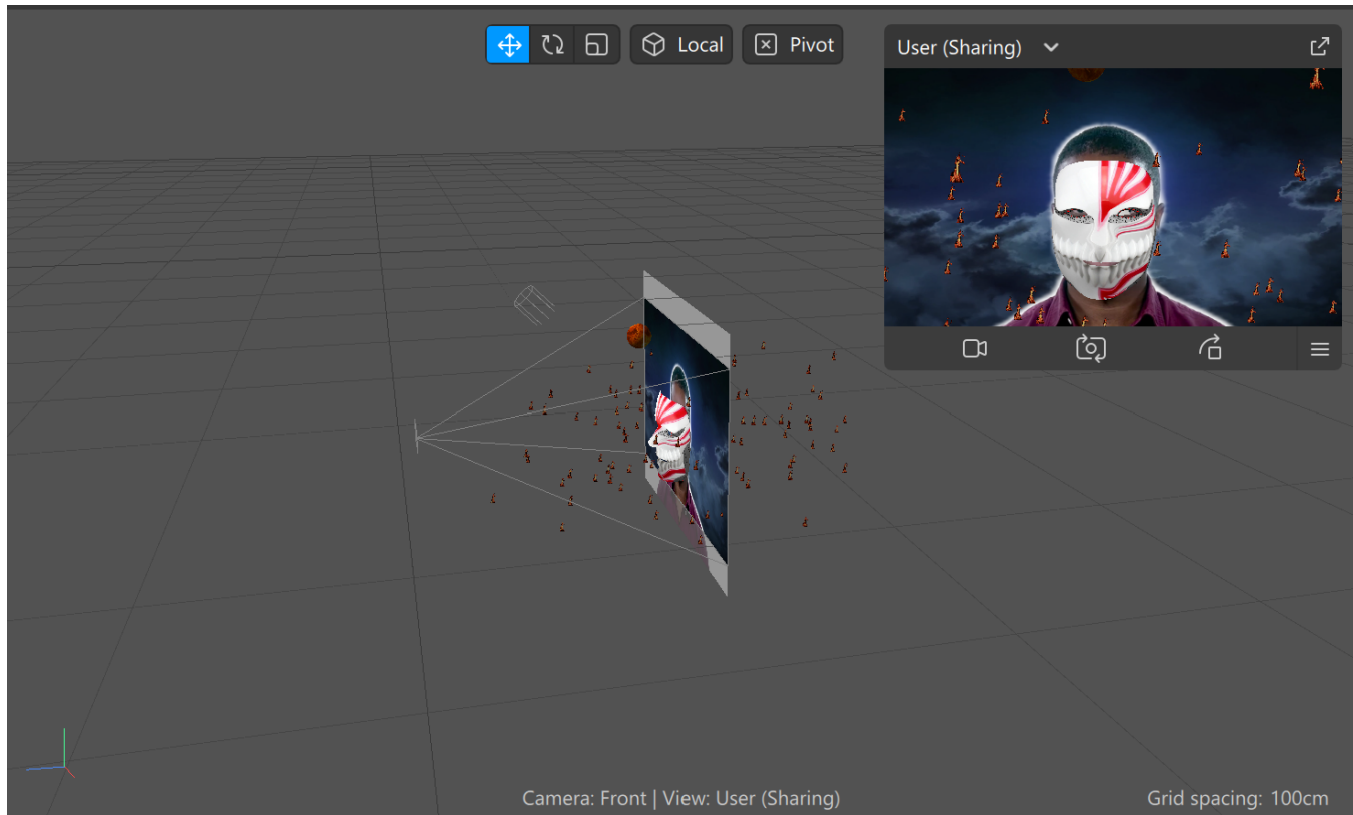 Local
Pivot
User (Sharing)
Camera: Front | View: User (Sharing)
Grid spacing: 100cm